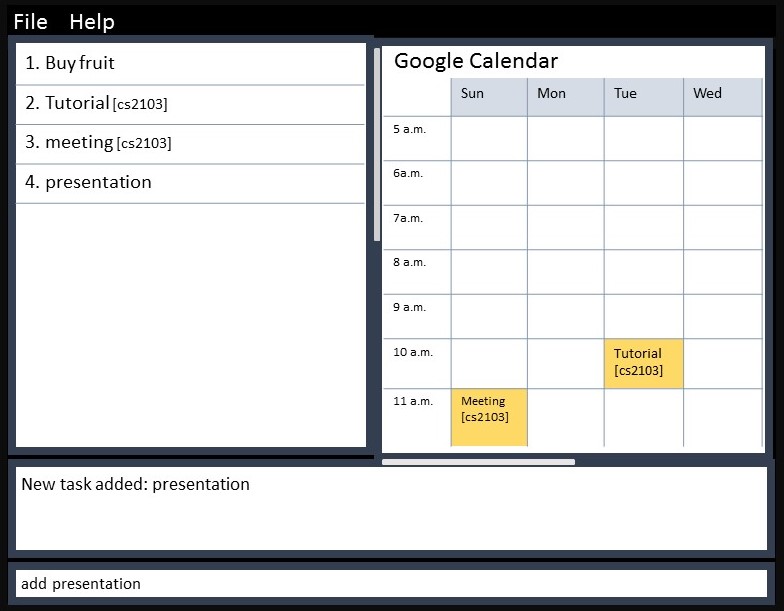 File Help
1. Buy fruit
2. Tutorial [cs2103]
3. meeting [cs2103]
4. presentation
Google Calendar
Sun Mon Tue Wed
5 a.m.
6a.m.
7a.m.
8 a.m.
9 a.m.
10 a.m. Tutorial
[cs2103]
11 a.m. Meeting
[cs2103]
New task added: presentation
add presentation